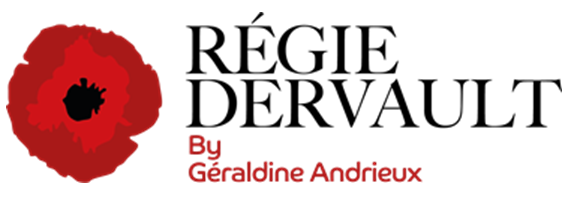 RÉGIE
DERVAULT
By
Géraldine Andrieux